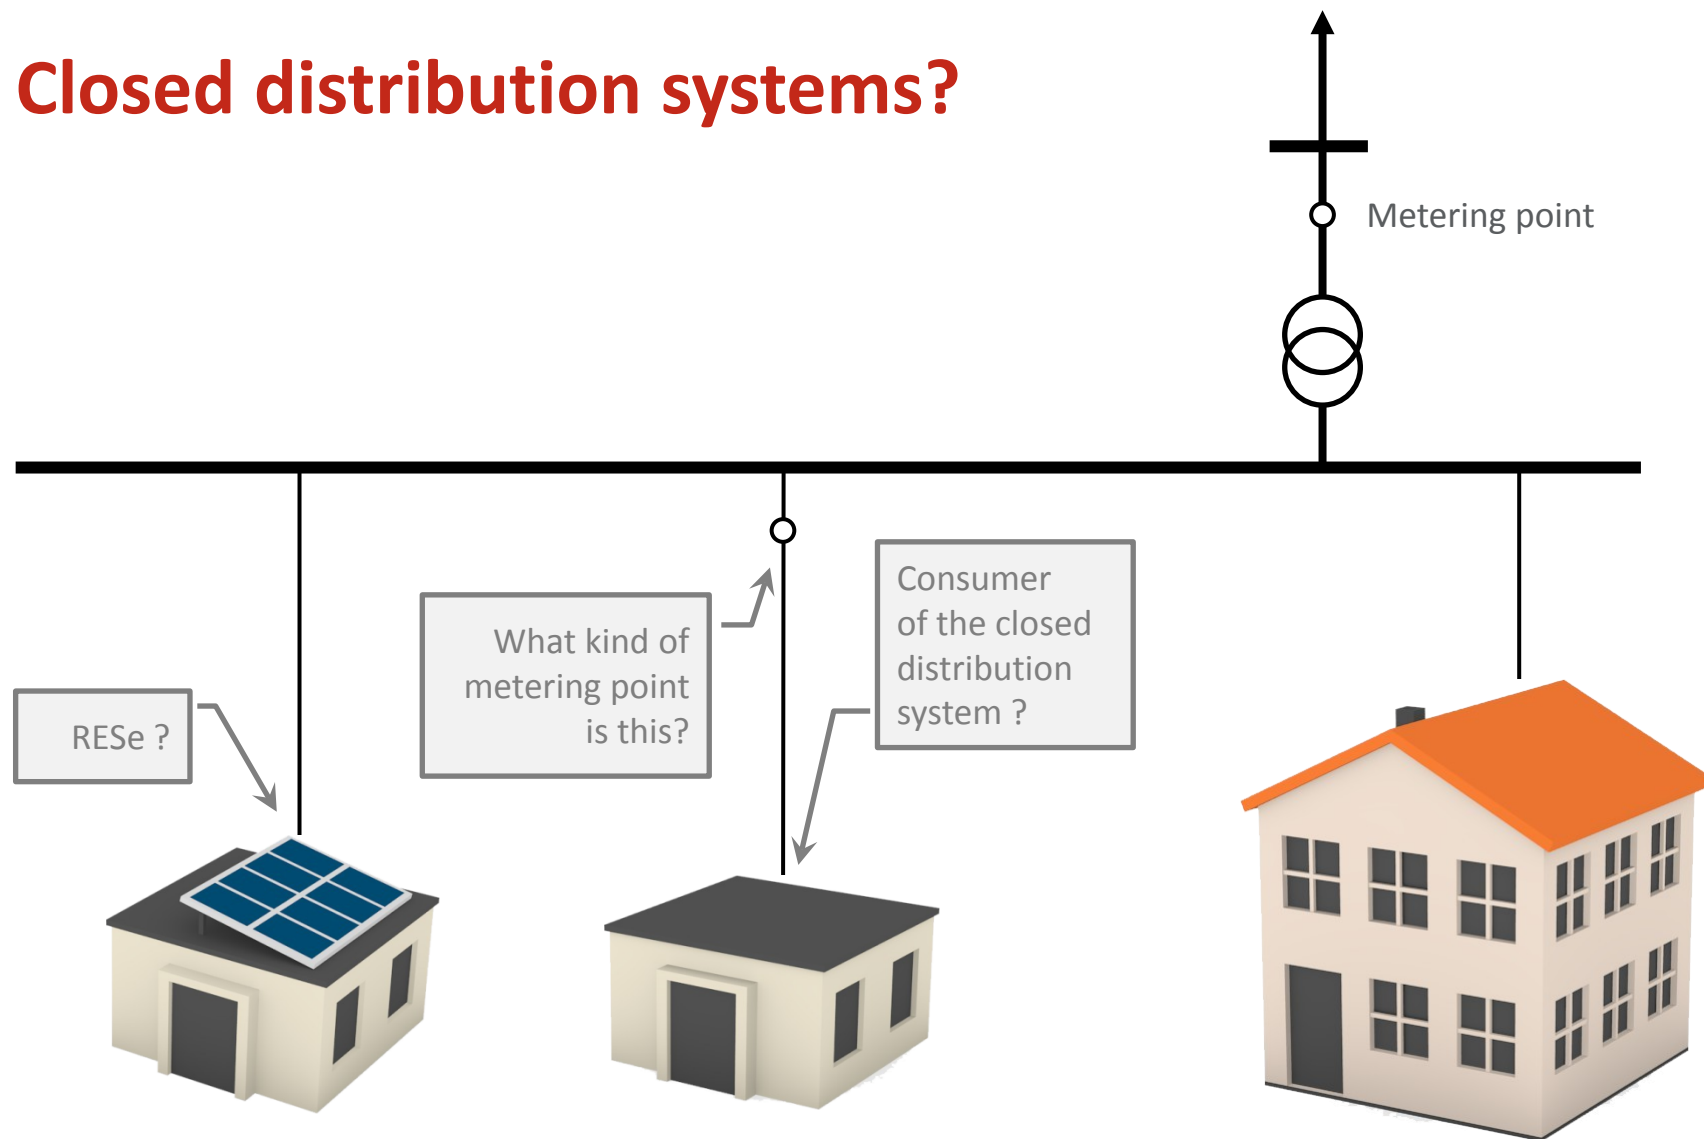 Closed distribution systems?
Metering point
Consumer
of the closed
distribution
system ?
What kind of
metering point
is this?
RESe ?